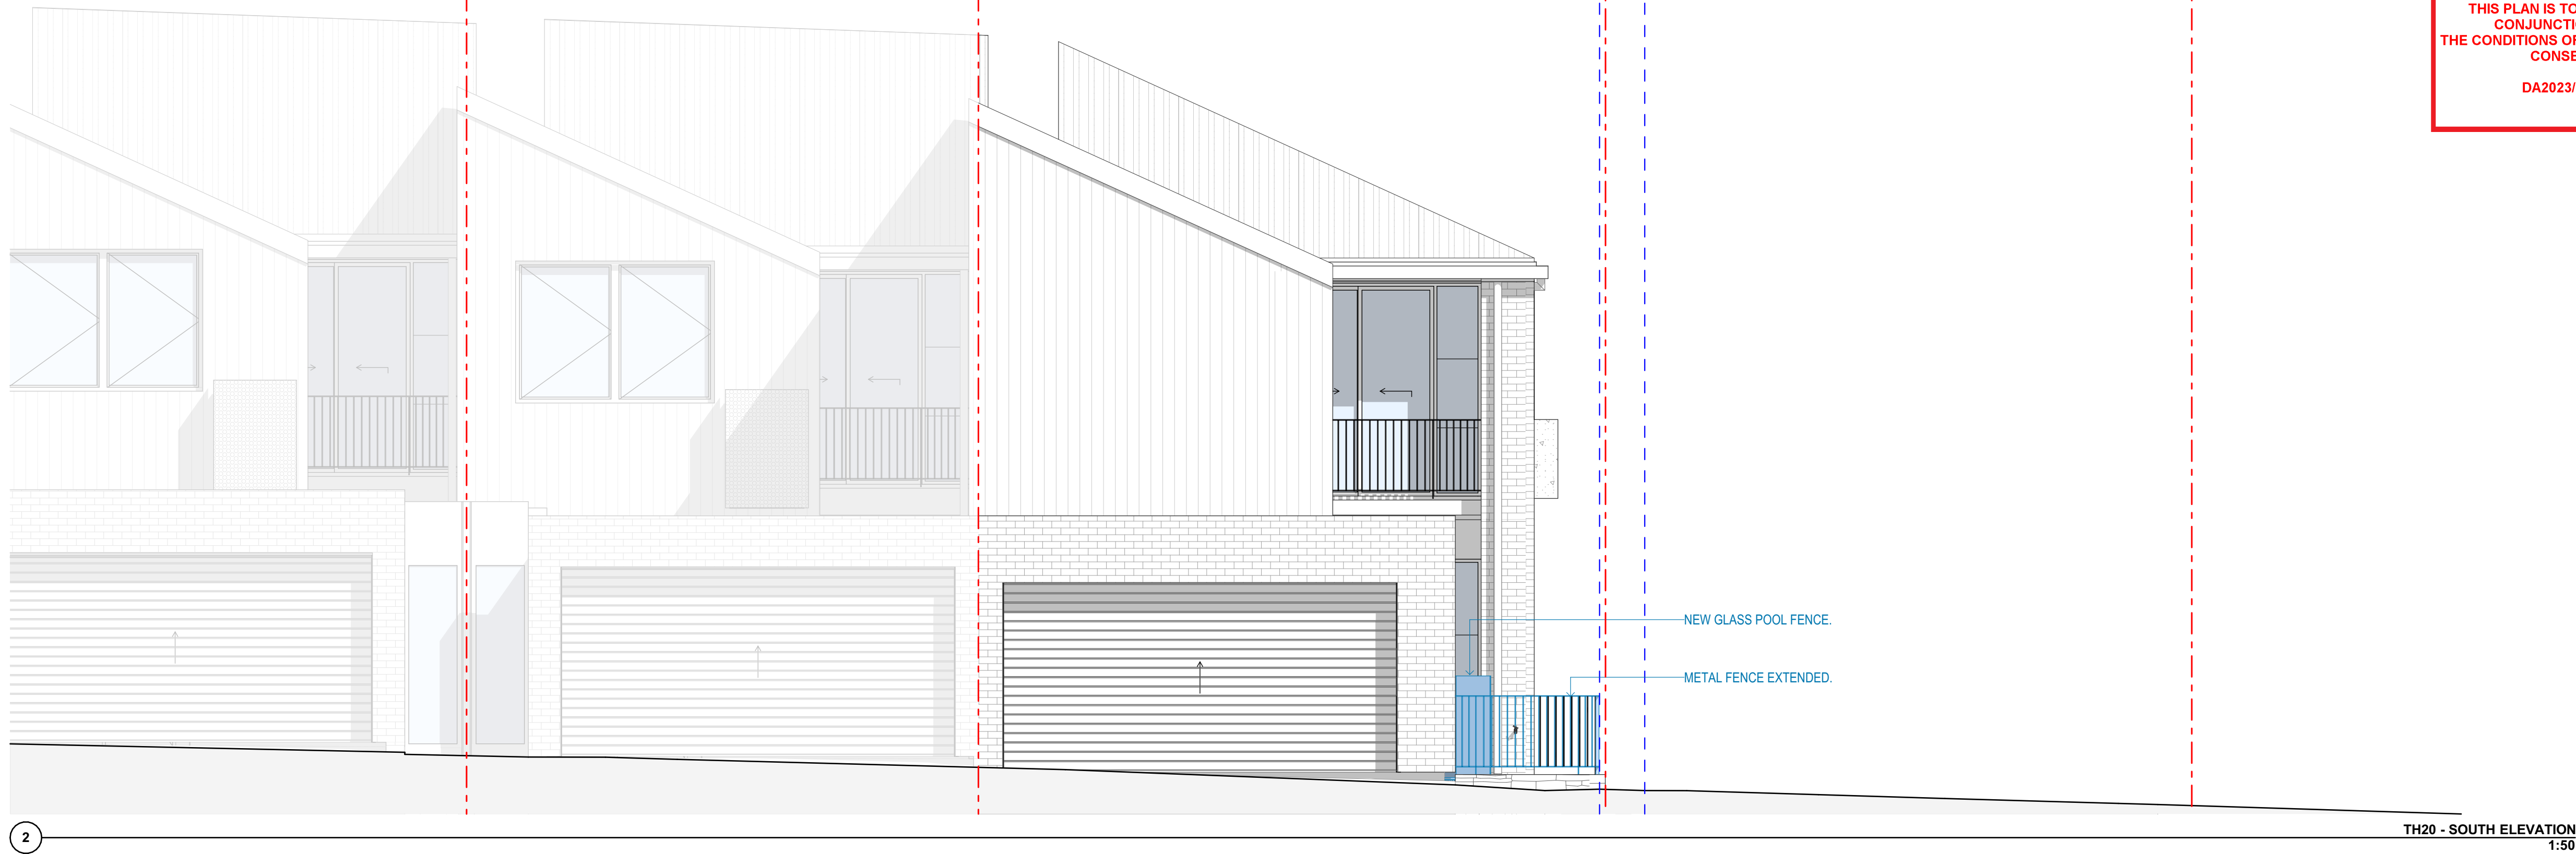 THIS PLAN IS TO
CONJUNCTI
THE CONDITIONS OF
CONSE
DA2023/
NEW GLASS POOL FENCE.
METAL FENCE EXTENDED.
2
TH20 - SOUTH ELEVATION
1:50